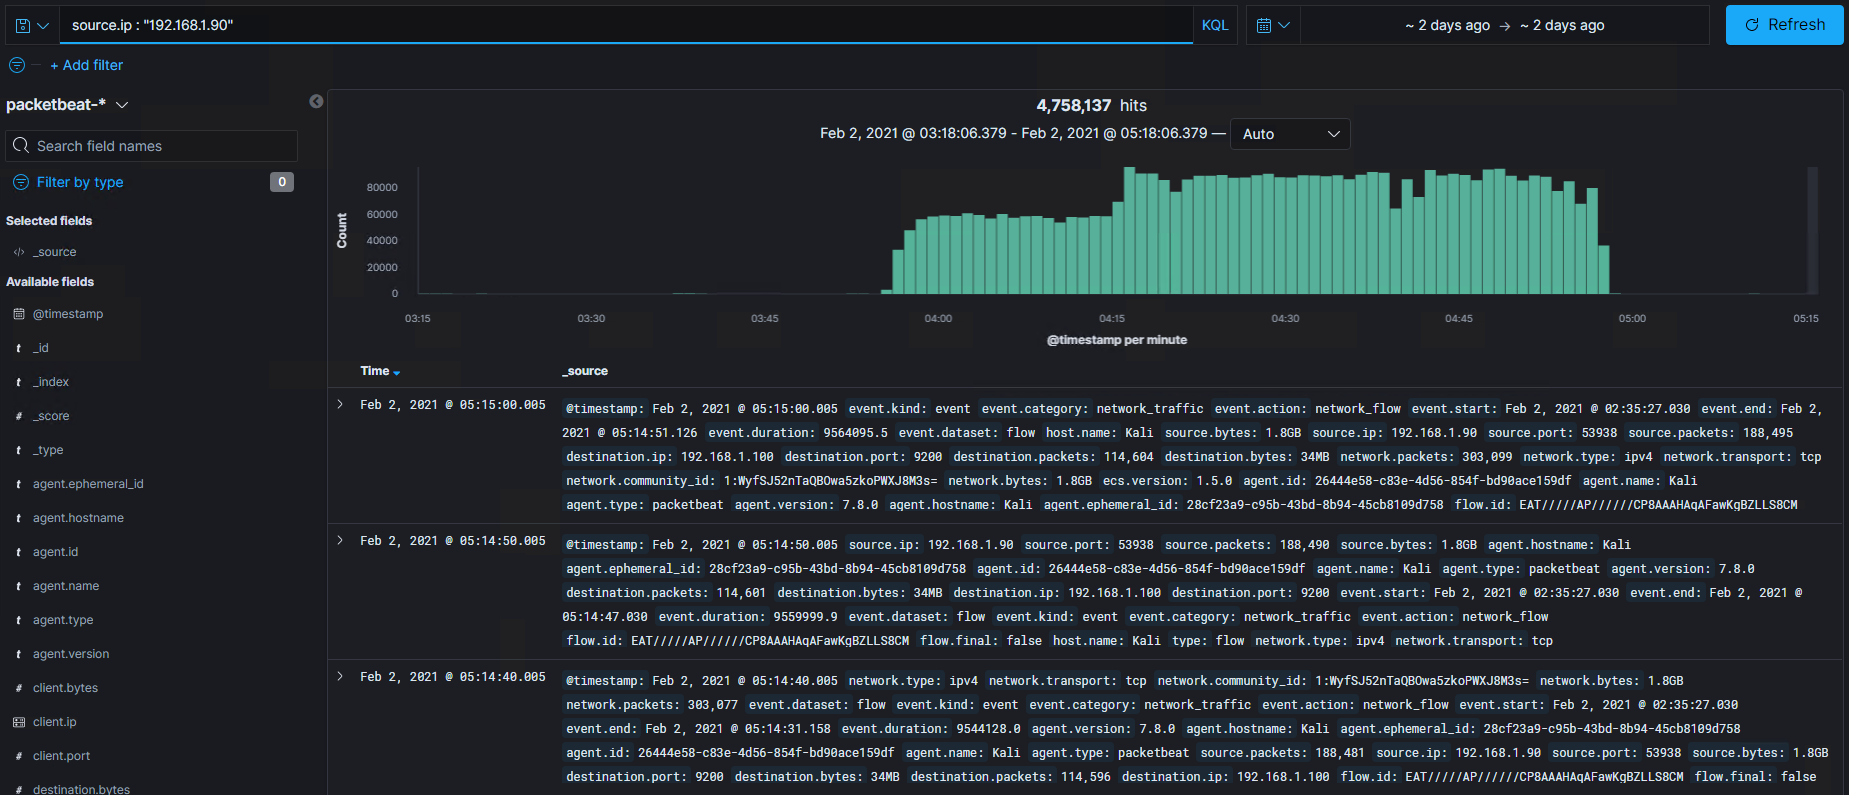 source.ip : "192.168.1.90"
KQL
~ 2 days ago → ~ 2 days ago
Refresh
+ Add filter
packetbeat-*
Search field names
Filter by type 0
Selected fields
_source
Available fields
@timestamp
_id
_index
_score
_type
agent.ephemeral_id
agent.hostname
agent.id
agent.name
agent.type
agent.version
client.bytes
client.ip
client.port
destination.bytes
4,758,137 hits
Feb 2, 2021 @ 03:18:06.379 - Feb 2, 2021 @ 05:18:06.379 — Auto
Count
80000
60000
40000
20000
0
03:15 03:30 03:45 04:00 04:15 04:30 04:45 05:00 05:15
@timestamp per minute
Time _source
Feb 2, 2021 @ 05:15:00.005
@timestamp: Feb 2, 2021 @ 05:15:00.005 event.kind: event event.category: network_traffic event.action: network_flow event.start: Feb 2, 2021 @ 02:35:27.030 event.end: Feb 2,
2021 @ 05:14:51.126 event.duration: 9564095.5 event.dataset: flow host.name: Kali source.bytes: 1.8GB source.ip: 192.168.1.90 source.port: 53938 source.packets: 188,495
destination.ip: 192.168.1.100 destination.port: 9200 destination.packets: 114,604 destination.bytes: 34MB network.packets: 303,099 network.type: ipv4 network.transport: tcp
network.community_id: 1:WyfSJ52nTaQBOwa5zkoPWXJ8M3s= network.bytes: 1.8GB ecs.version: 1.5.0 agent.id: 26444e58-c83e-4d56-854f-bd90ace159df agent.name: Kali
agent.type: packetbeat agent.version: 7.8.0 agent.hostname: Kali agent.ephemeral_id: 28cf23a9-c95b-43bd-8b94-45cb8109d758 flow.id: EAT/////AP//////CP8AAAHAqAFawKgBZLLS8CM
Feb 2, 2021 @ 05:14:50.005
@timestamp: Feb 2, 2021 @ 05:14:50.005 source.ip: 192.168.1.90 source.port: 53938 source.packets: 188,490 source.bytes: 1.8GB agent.hostname: Kali
agent.ephemeral_id: 28cf23a9-c95b-43bd-8b94-45cb8109d758 agent.id: 26444e58-c83e-4d56-854f-bd90ace159df agent.name: Kali agent.type: packetbeat agent.version: 7.8.0
destination.packets: 114,601 destination.bytes: 34MB destination.ip: 192.168.1.100 destination.port: 9200 event.start: Feb 2, 2021 @ 02:35:27.030 event.end: Feb 2, 2021 @
05:14:47.030 event.duration: 9559999.9 event.dataset: flow event.kind: event event.category: network_traffic event.action: network_flow
flow.id: EAT/////AP//////CP8AAAHAqAFawKgBZLLS8CM flow.final: false host.name: Kali type: flow network.type: ipv4 network.transport: tcp
Feb 2, 2021 @ 05:14:40.005
@timestamp: Feb 2, 2021 @ 05:14:40.005 network.type: ipv4 network.transport: tcp network.community_id: 1:WyfSJ52nTaQBOwa5zkoPWXJ8M3s= network.bytes: 1.8GB
network.packets: 303,077 event.dataset: flow event.kind: event event.category: network_traffic event.action: network_flow event.start: Feb 2, 2021 @ 02:35:27.030
event.end: Feb 2, 2021 @ 05:14:31.158 event.duration: 9544128.0 agent.version: 7.8.0 agent.hostname: Kali agent.ephemeral_id: 28cf23a9-c95b-43bd-8b94-45cb8109d758
agent.id: 26444e58-c83e-4d56-854f-bd90ace159df agent.name: Kali agent.type: packetbeat source.packets: 188,481 source.ip: 192.168.1.90 source.port: 53938 source.bytes: 1.8GB
destination.port: 9200 destination.bytes: 34MB destination.packets: 114,596 destination.ip: 192.168.1.100 flow.id: EAT/////AP//////CP8AAAHAqAFawKgBZLLS8CM flow.final: false